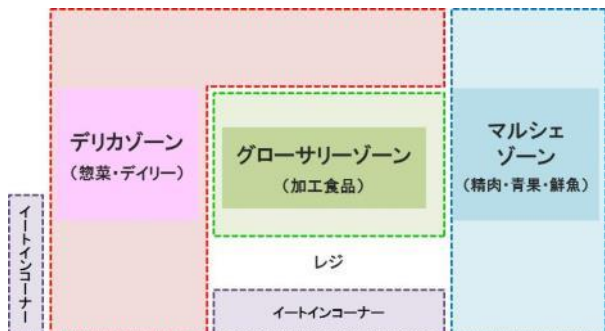 デリカゾーン
(惣菜・デイリー)
グローサリーゾーン
(加工食品)
マルシェ
ゾーン
(精肉・青果・鮮魚)
イートインコーナー
レジ
イートインコーナー